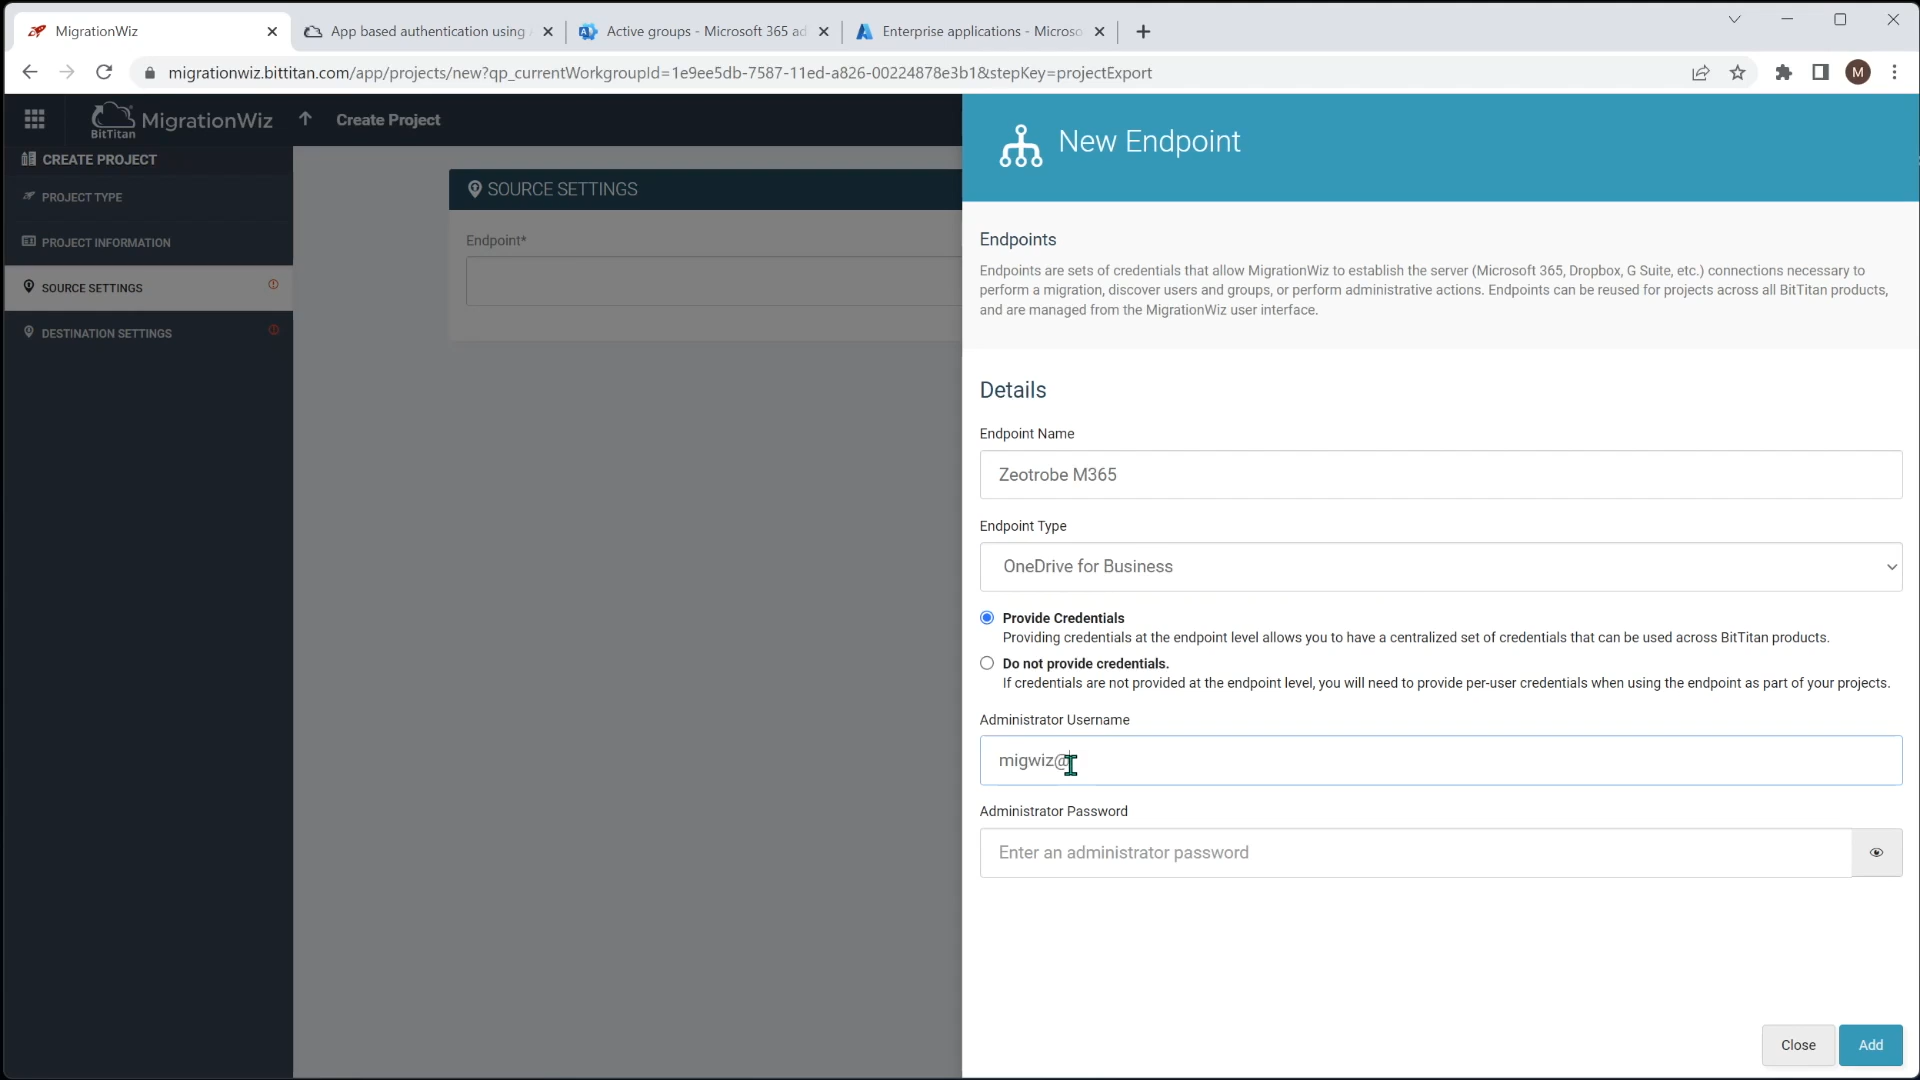 MigrationWiz
App based authentication using
Active groups - Microsoft 365 ad
Enterprise applications - Microso
migrationwiz.bittitan.com/app/projects/new?qp_currentWorkgroupId=1e9ee5db-7587-11ed-a826-00224878e3b1&stepKey=projectExport
M
BitTitan
MigrationWiz
Create Project
CREATE PROJECT
PROJECT TYPE
PROJECT INFORMATION
SOURCE SETTINGS
DESTINATION SETTINGS
SOURCE SETTINGS
Endpoint*
New Endpoint
Endpoints
Endpoints are sets of credentials that allow MigrationWiz to establish the server (Microsoft 365, Dropbox, G Suite, etc.) connections necessary to
perform a migration, discover users and groups, or perform administrative actions. Endpoints can be reused for projects across all BitTitan products,
and are managed from the MigrationWiz user interface.
Details
Endpoint Name
Zeotrobe M365
Endpoint Type
OneDrive for Business
Provide Credentials
Providing credentials at the endpoint level allows you to have a centralized set of credentials that can be used across BitTitan products.
Do not provide credentials.
If credentials are not provided at the endpoint level, you will need to provide per-user credentials when using the endpoint as part of your projects.
Administrator Username
migwiz@
Administrator Password
Enter an administrator password
Close
Add